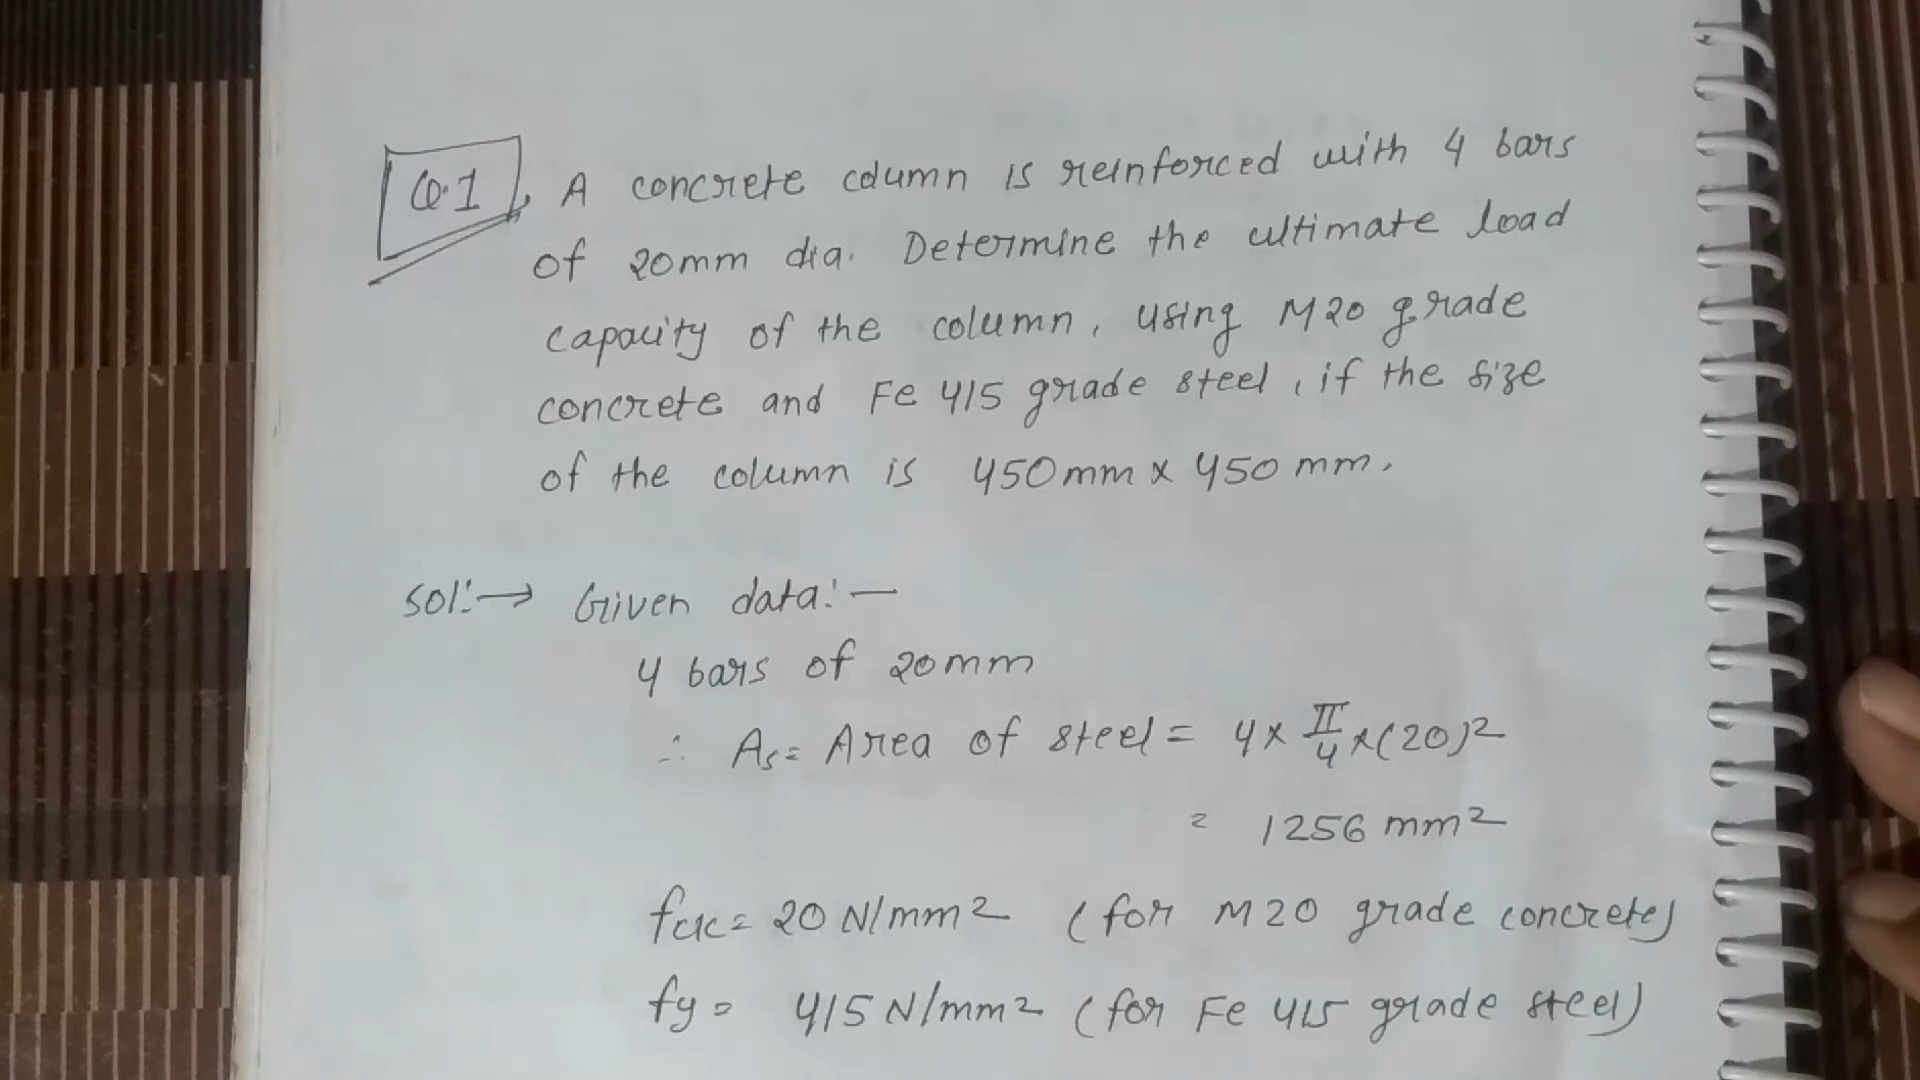 Q.1 A concrete column is reinforced with 4 bars
of 20mm dia. Determine the ultimate load
capacity of the column, using M20 grade
concrete and Fe 415 grade steel, if the size
of the column is 450mm x 450 mm.
Sol:→ Given data:—
4 bars of 20mm
∴ As = Area of steel = 4 x π/4 x (20)²
= 1256 mm²
fck = 20 N/mm² (for M20 grade concrete)
fy = 415 N/mm² (for Fe 415 grade steel)